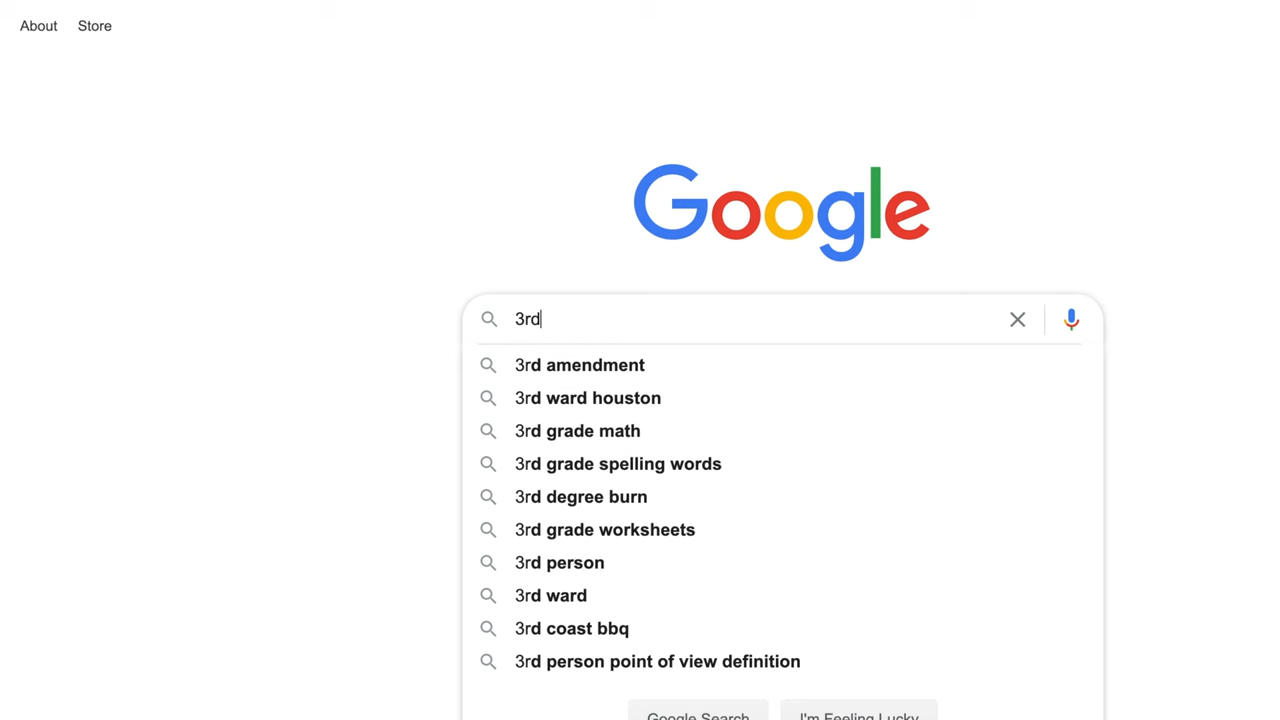 About Store
Google
3rd
3rd amendment
3rd ward houston
3rd grade math
3rd grade spelling words
3rd degree burn
3rd grade worksheets
3rd person
3rd ward
3rd coast bbq
3rd person point of view definition
Google Search I'm Feeling Lucky